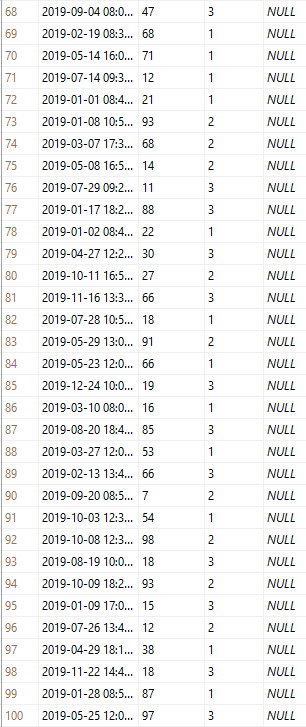 68 2019-09-04 08:0... 47 3 NULL
69 2019-02-19 08:3... 68 1 NULL
70 2019-05-14 16:0... 71 1 NULL
71 2019-07-14 09:3... 12 1 NULL
72 2019-01-01 08:4... 21 1 NULL
73 2019-01-08 10:5... 93 2 NULL
74 2019-03-07 17:3... 68 2 NULL
75 2019-05-08 16:5... 14 2 NULL
76 2019-07-29 09:2... 11 3 NULL
77 2019-01-17 18:2... 88 3 NULL
78 2019-01-02 08:4... 22 1 NULL
79 2019-04-27 12:2... 30 3 NULL
80 2019-10-11 16:5... 27 2 NULL
81 2019-11-16 13:3... 66 3 NULL
82 2019-07-28 10:5... 18 1 NULL
83 2019-05-29 13:0... 91 2 NULL
84 2019-05-23 12:0... 66 1 NULL
85 2019-12-24 10:0... 19 3 NULL
86 2019-03-10 08:0... 16 1 NULL
87 2019-08-20 18:4... 85 3 NULL
88 2019-03-27 12:0... 53 1 NULL
89 2019-02-13 13:4... 66 3 NULL
90 2019-09-20 08:5... 7 2 NULL
91 2019-10-03 12:3... 54 1 NULL
92 2019-10-08 12:3... 98 2 NULL
93 2019-08-19 10:0... 18 3 NULL
94 2019-10-09 18:2... 93 2 NULL
95 2019-01-09 17:0... 15 3 NULL
96 2019-07-26 13:4... 12 2 NULL
97 2019-04-29 18:1... 38 1 NULL
98 2019-11-22 14:4... 18 3 NULL
99 2019-01-28 08:5... 87 1 NULL
100 2019-05-25 12:0... 97 3 NULL